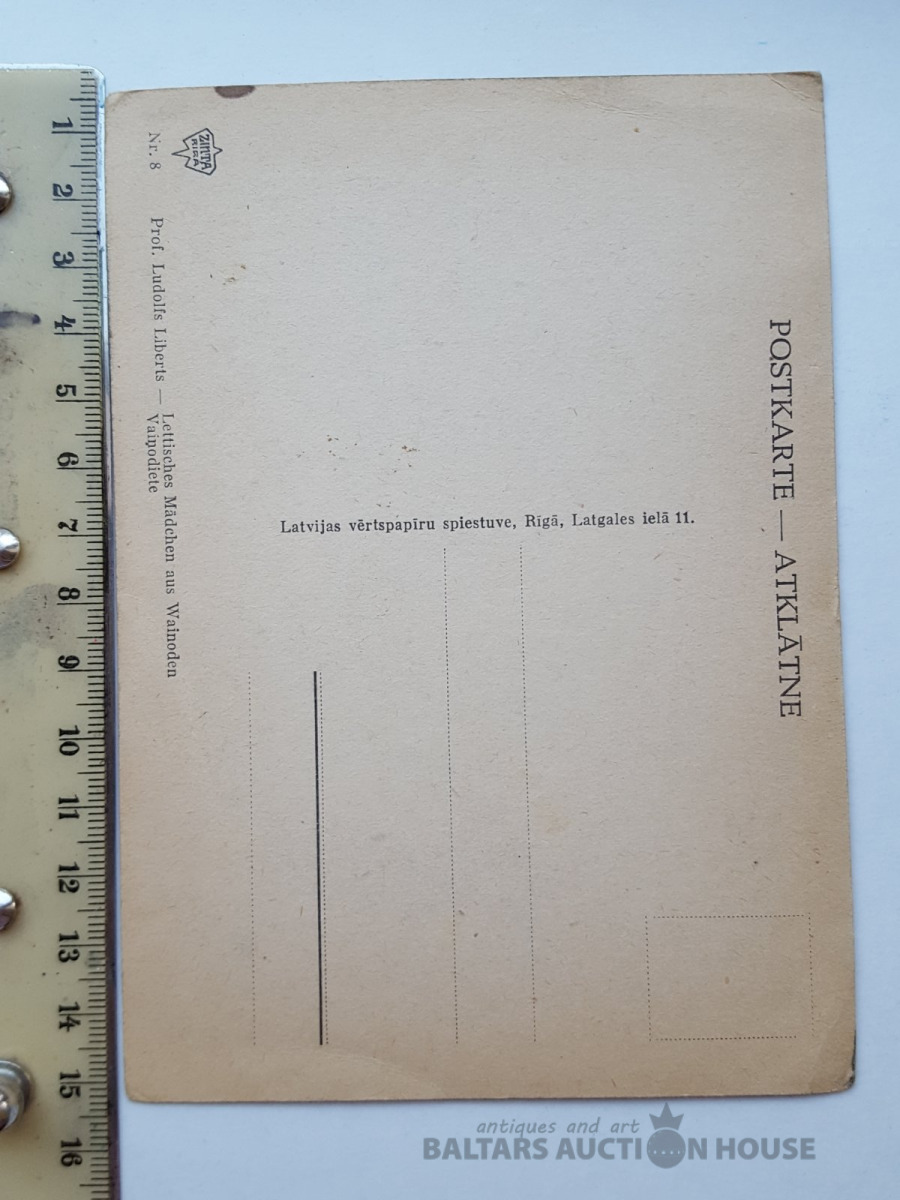 POSTKARTE — ATKLĀTNE
Latvijas vērtspapīru spiestuve, Rīgā, Latgales ielā 11.
ZINTA
RIGA
Nr. 8
Prof. Ludolfs Liberts — Lettisches Mädchen aus Wainoden
Vaiņodiete
1
2
3
4
5
6
7
8
9
10
11
12
13
14
15
16
antiques and art
BALTARS AUCTION HOUSE